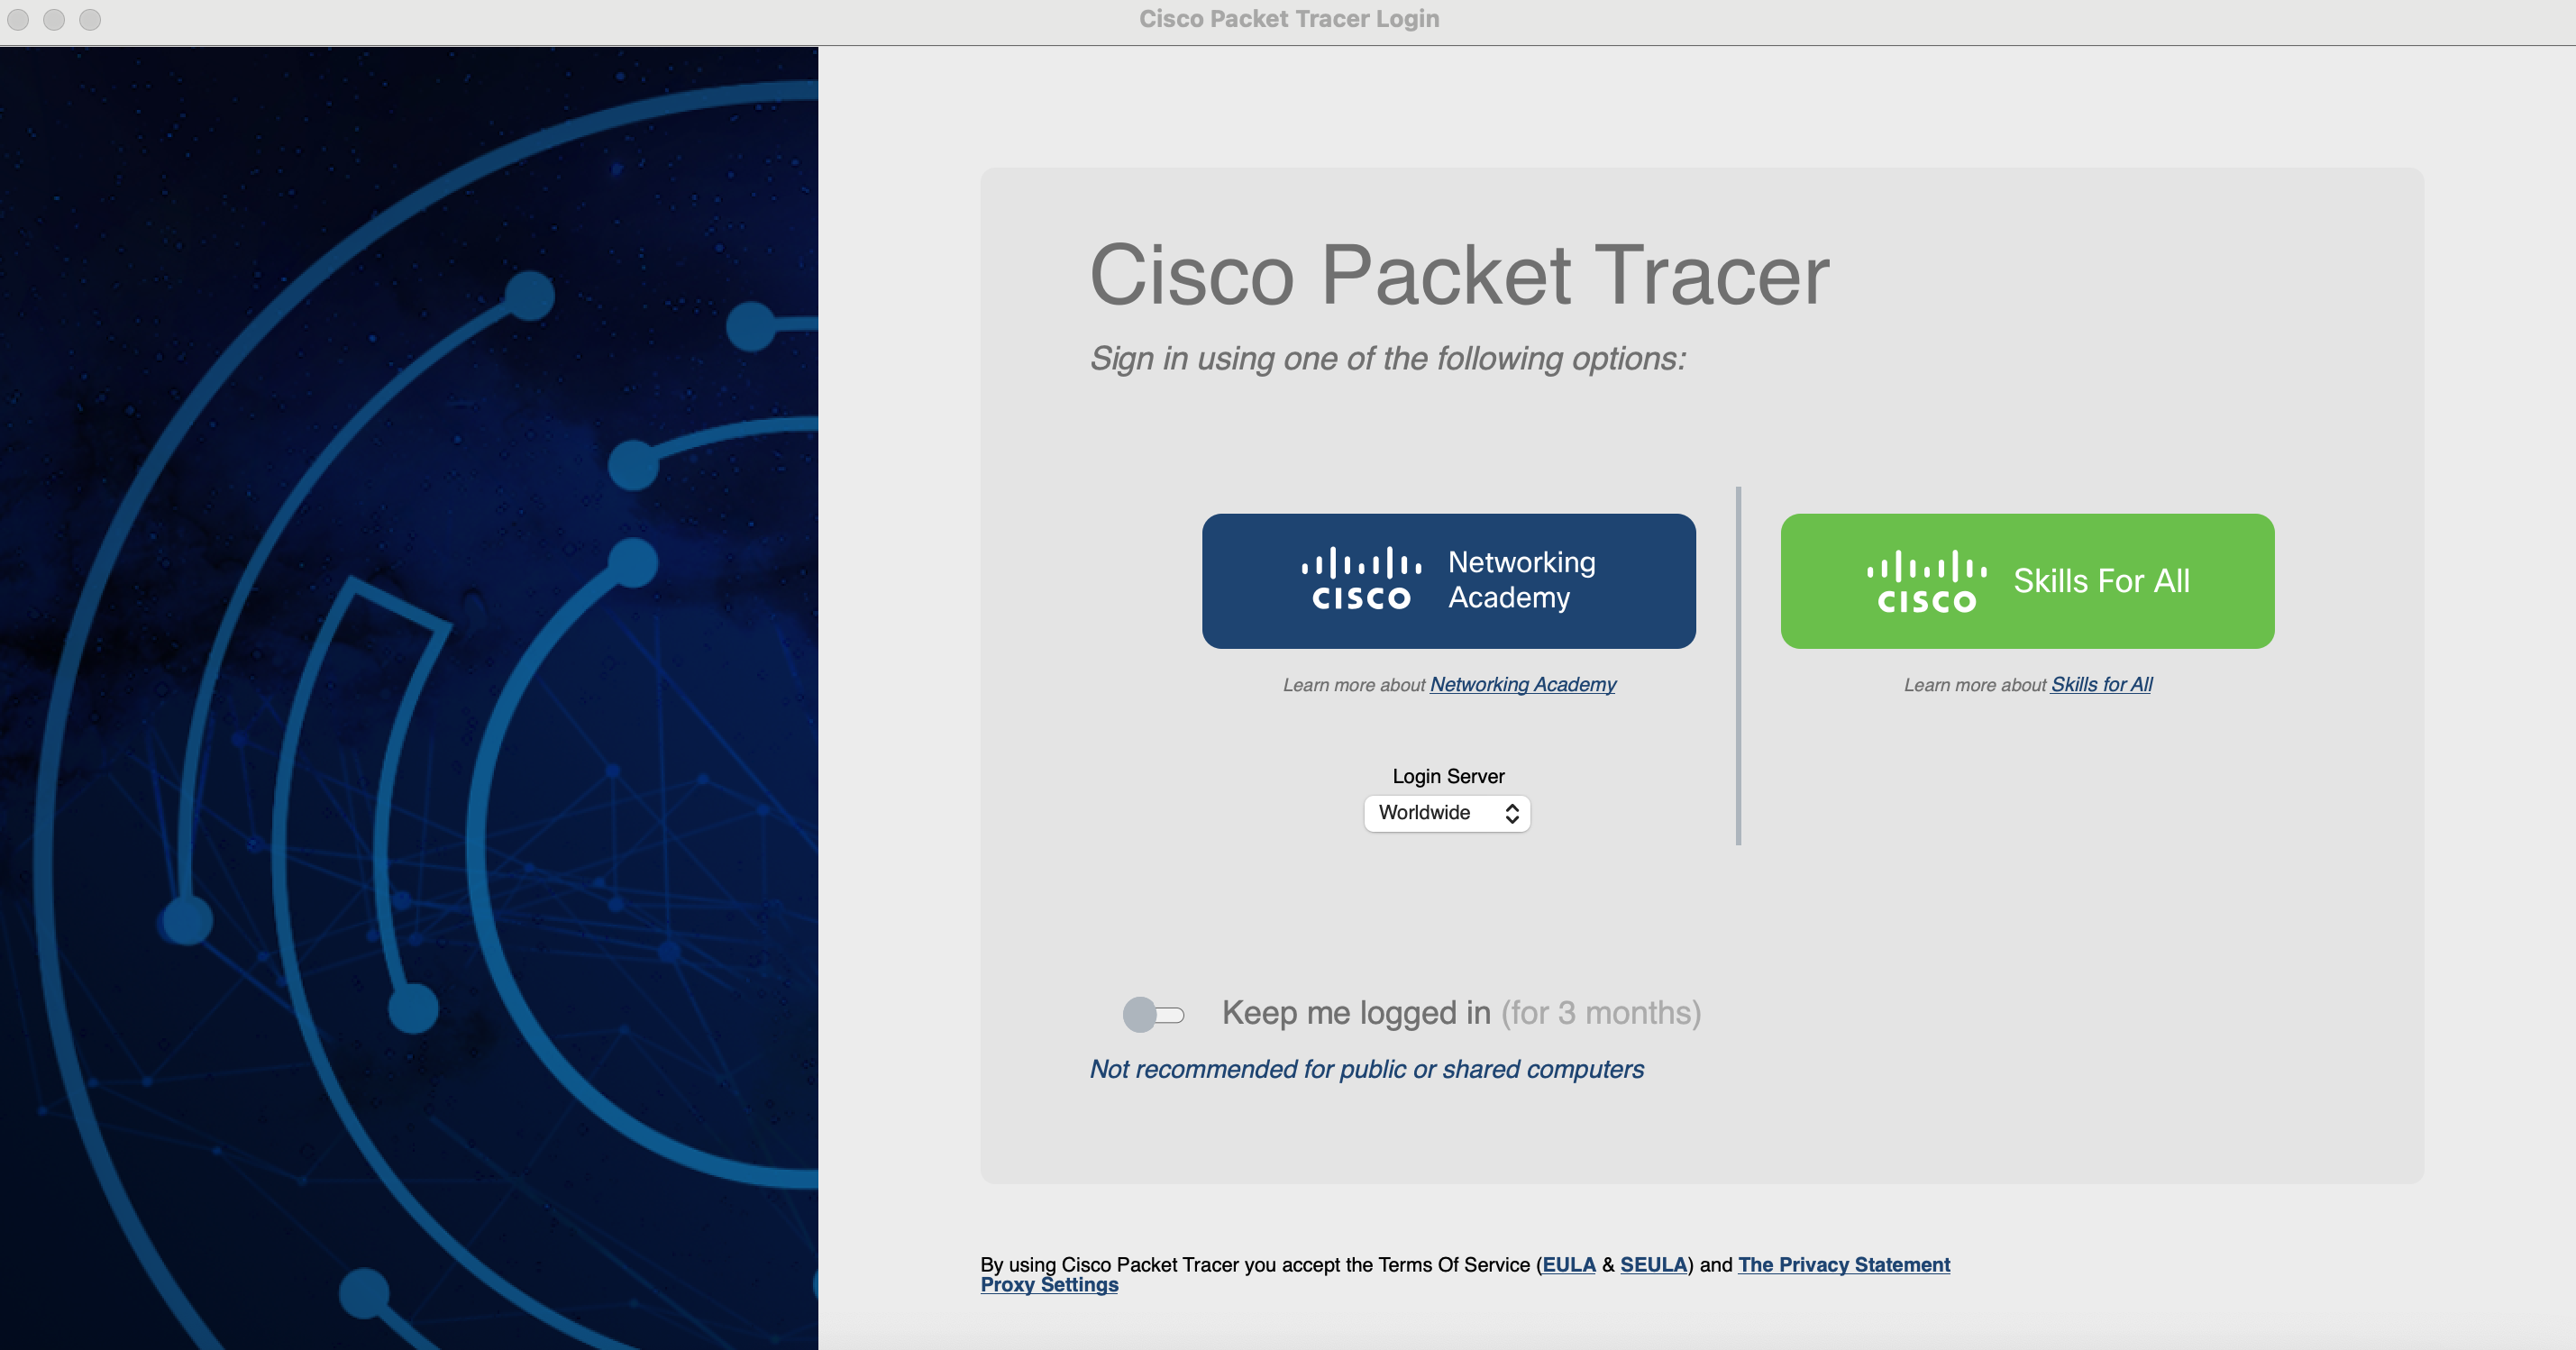 Cisco Packet Tracer Login
Cisco Packet Tracer
Sign in using one of the following options:
CISCO
Networking
Academy
CISCO
Skills For All
Learn more about Networking Academy
Learn more about Skills for All
Login Server
Worldwide
Keep me logged in (for 3 months)
Not recommended for public or shared computers
By using Cisco Packet Tracer you accept the Terms Of Service (EULA & SEULA) and The Privacy Statement
Proxy Settings